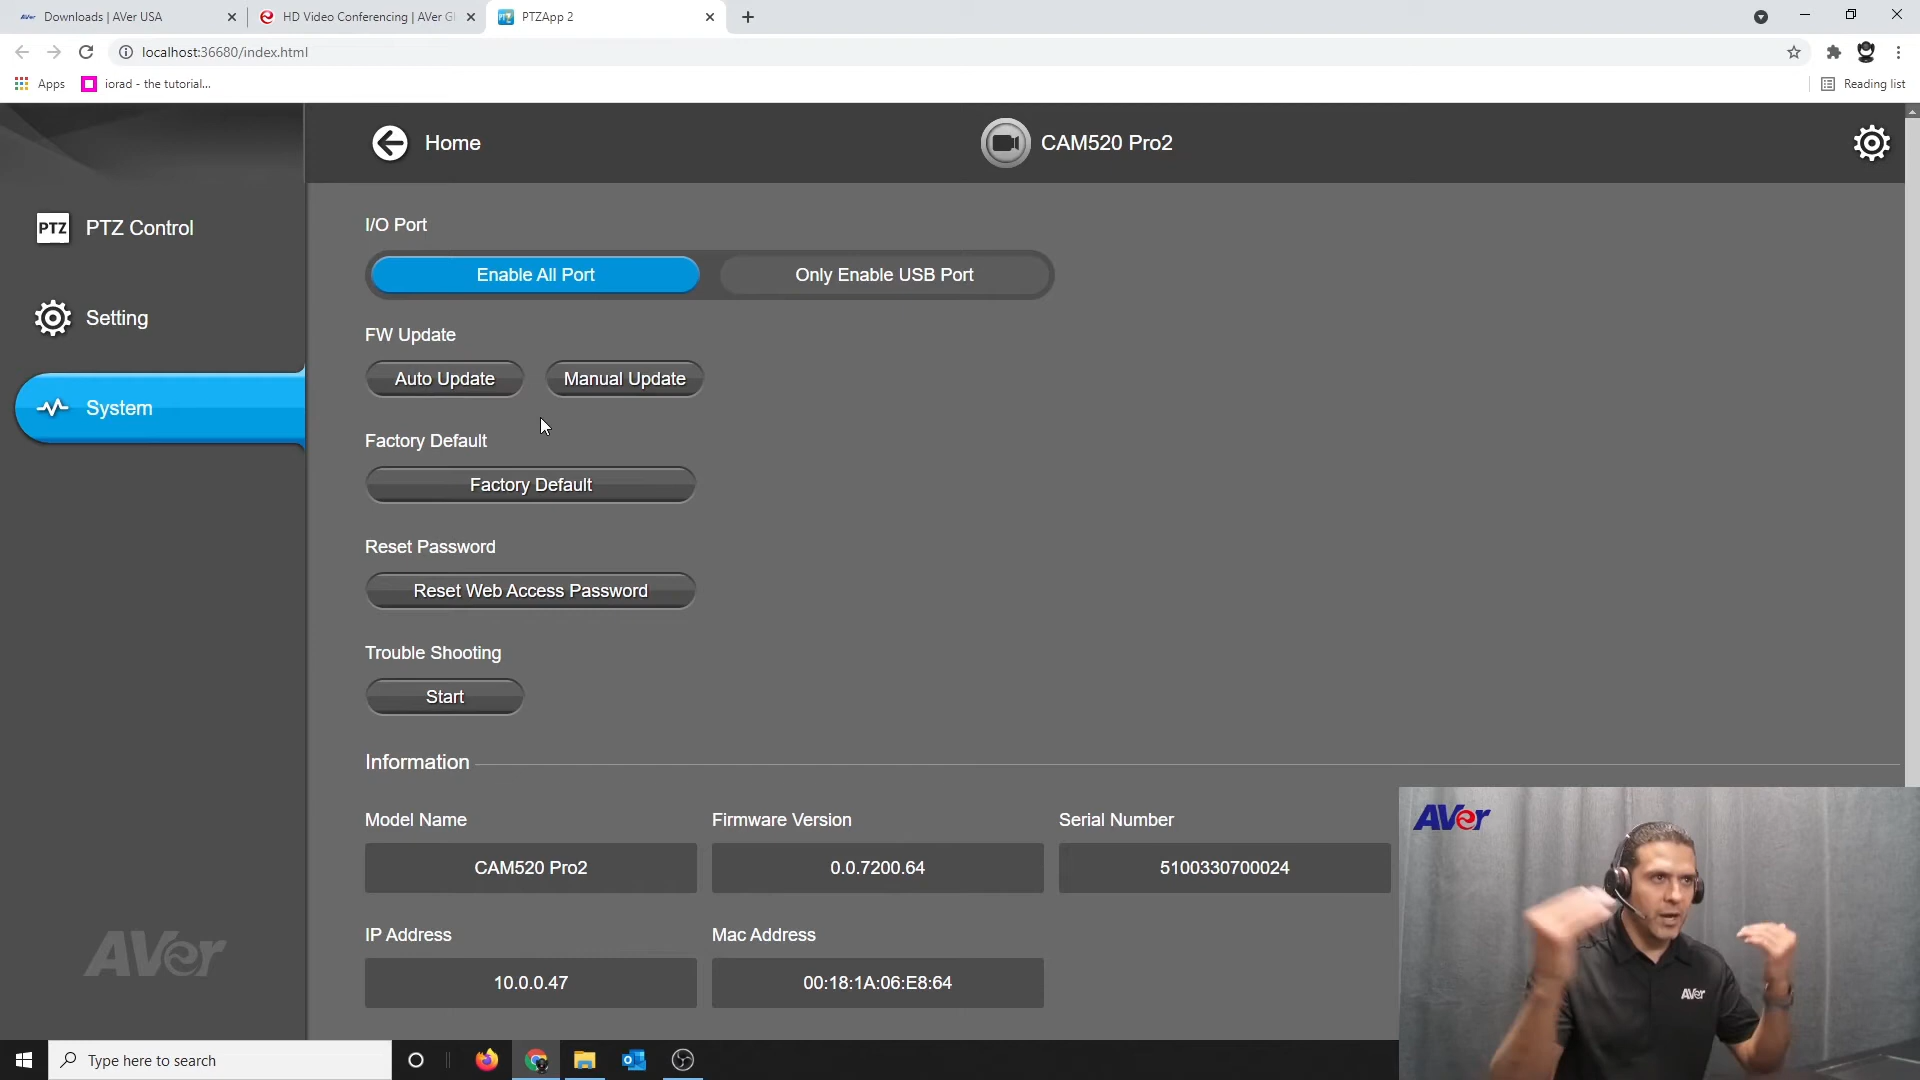 AVer Downloads | AVer USA
HD Video Conferencing | AVer Gl
PTZApp 2
localhost:36680/index.html
Apps
iorad - the tutorial...
Reading list
Home
CAM520 Pro2
PTZ PTZ Control
Setting
System
I/O Port
Enable All Port
Only Enable USB Port
FW Update
Auto Update
Manual Update
Factory Default
Factory Default
Reset Password
Reset Web Access Password
Trouble Shooting
Start
Information
Model Name
Firmware Version
Serial Number
CAM520 Pro2
0.0.7200.64
5100330700024
IP Address
Mac Address
10.0.0.47
00:18:1A:06:E8:64
AVer
AVer
AVer
Type here to search